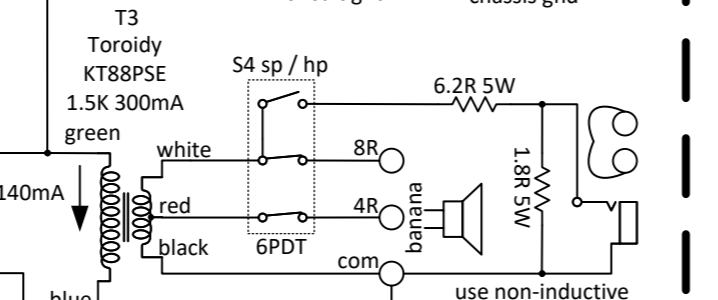 chassis grid
T3
Toroidy
KT88PSE
1.5K 300mA
green
S4 sp / hp
6.2R 5W
white
8R
140mA
red
4R
banana
1.8R 5W
black
6PDT
com
blue
use non-inductive